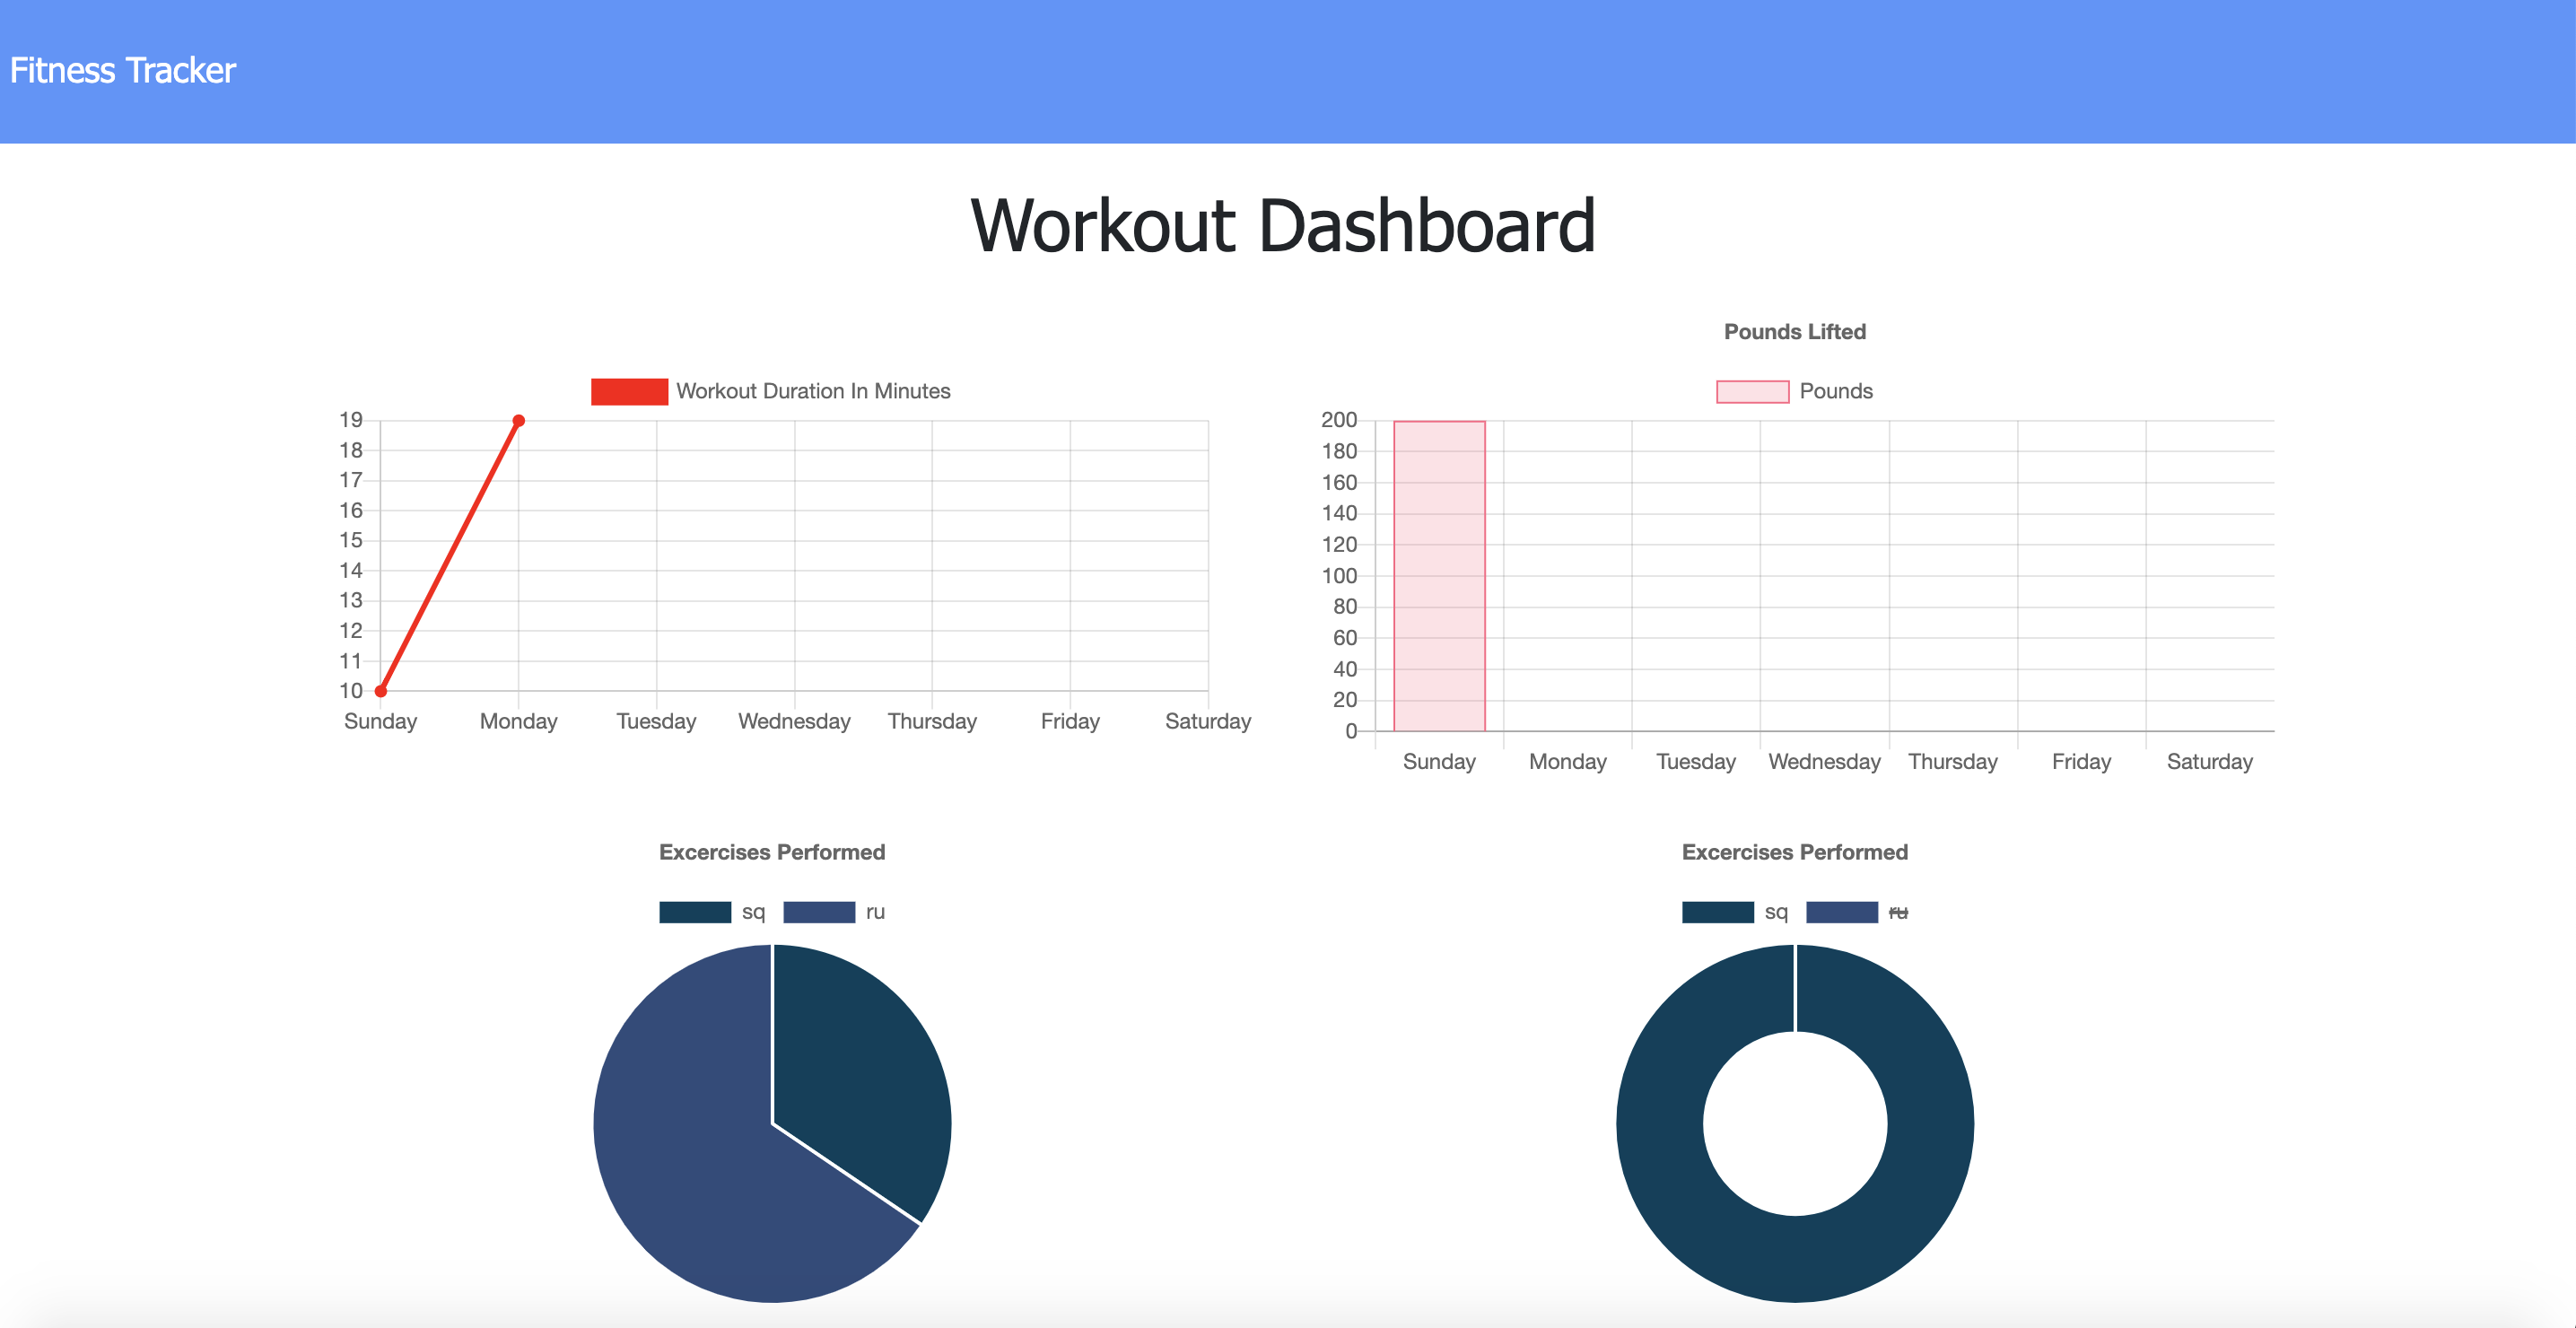 Fitness Tracker
Workout Dashboard
Workout Duration In Minutes
19
18
17
16
15
14
13
12
11
10
Sunday Monday Tuesday Wednesday Thursday Friday Saturday
Pounds Lifted
Pounds
200
180
160
140
120
100
80
60
40
20
0
Sunday Monday Tuesday Wednesday Thursday Friday Saturday
Excercises Performed
sq ru
Excercises Performed
sq ru